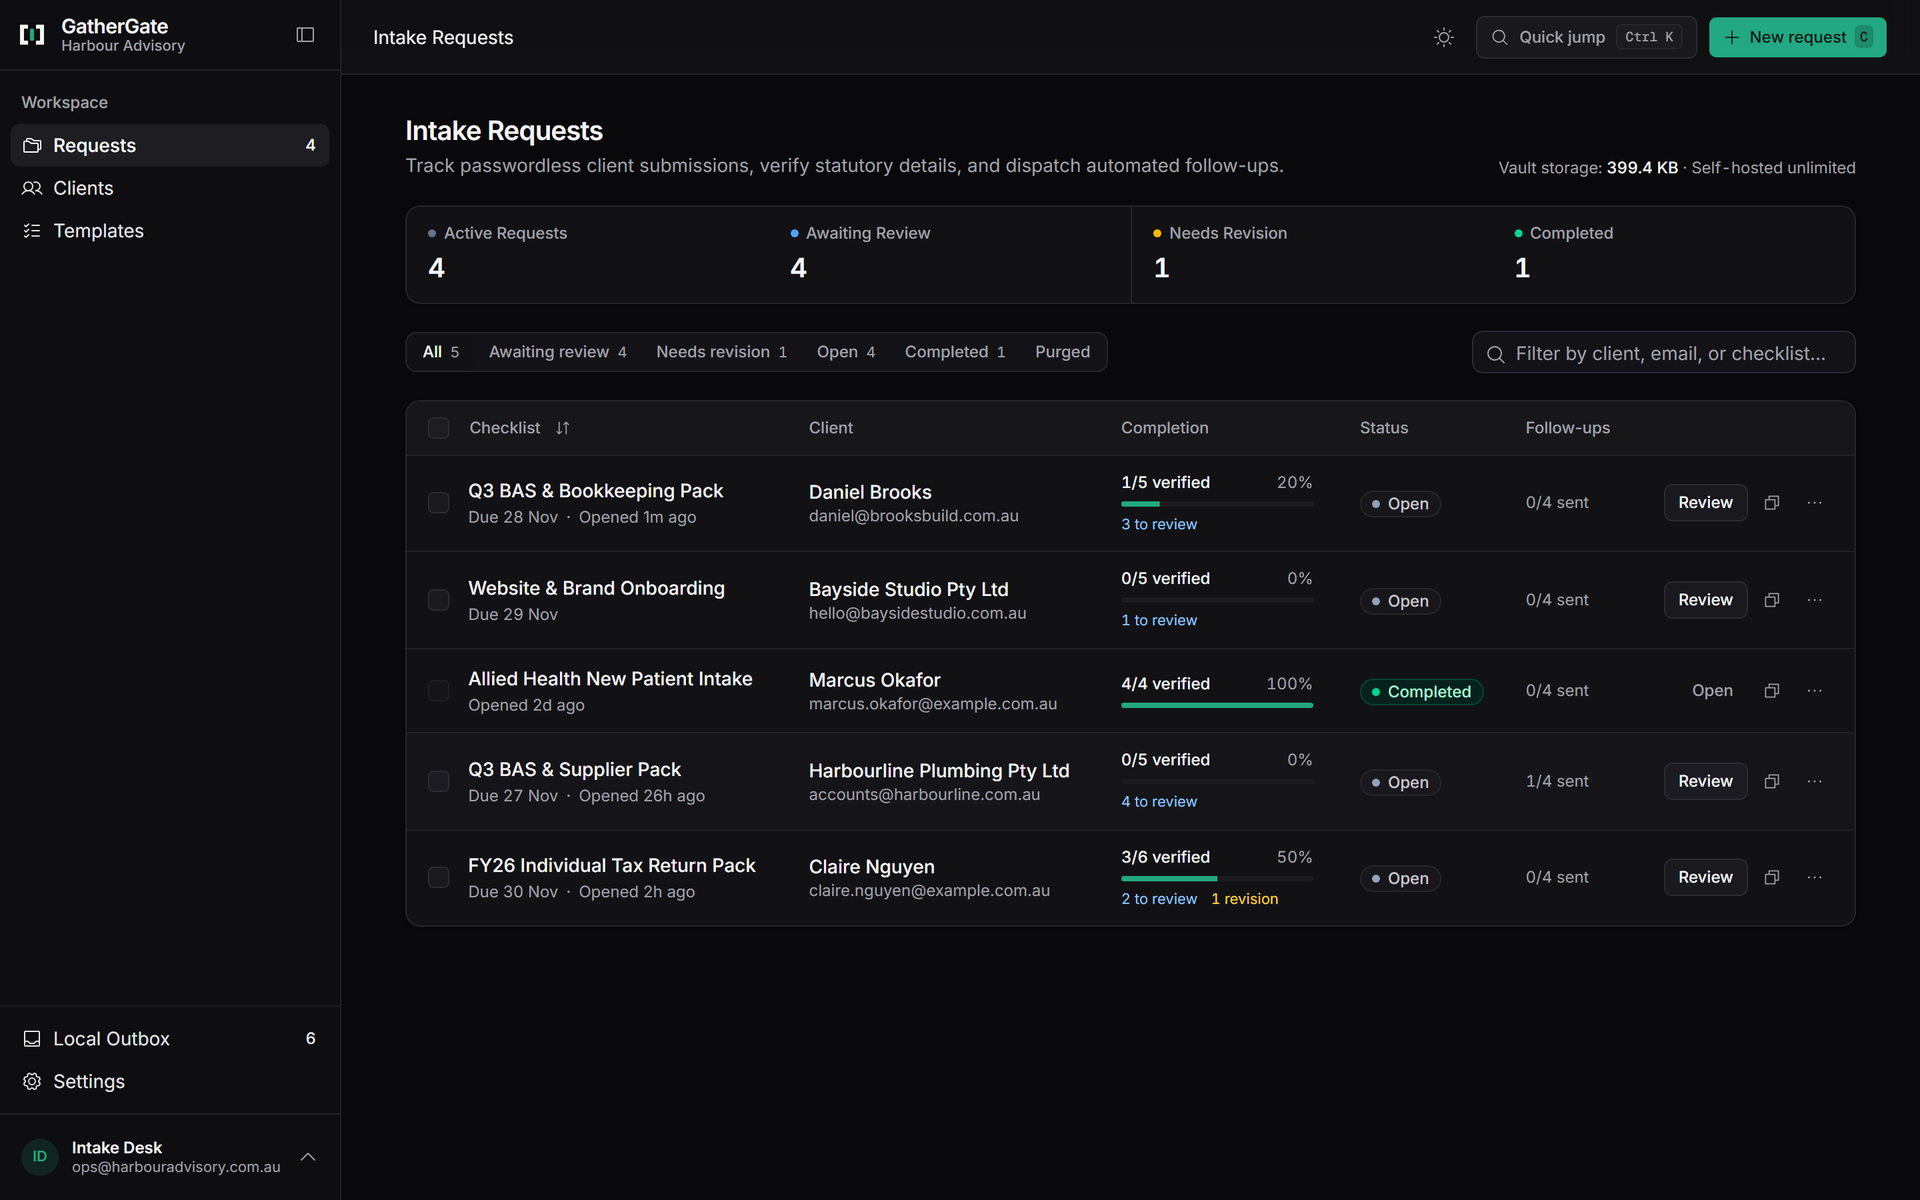 GatherGate
Harbour Advisory
Workspace
Requests 4
Clients
Templates
Local Outbox 6
Settings
ID
Intake Desk
ops@harbouradvisory.com.au
Intake Requests
Quick jump Ctrl K
New request C
Intake Requests
Track passwordless client submissions, verify statutory details, and dispatch automated follow-ups.
Vault storage: 399.4 KB · Self-hosted unlimited
Active Requests
4
Awaiting Review
4
Needs Revision
1
Completed
1
All 5 Awaiting review 4 Needs revision 1 Open 4 Completed 1 Purged
Filter by client, email, or checklist...
Checklist Client Completion Status Follow-ups
Q3 BAS & Bookkeeping Pack
Due 28 Nov · Opened 1m ago
Daniel Brooks
daniel@brooksbuild.com.au
1/5 verified 20%
3 to review
Open
0/4 sent
Review
Website & Brand Onboarding
Due 29 Nov
Bayside Studio Pty Ltd
hello@baysidestudio.com.au
0/5 verified 0%
1 to review
Open
0/4 sent
Review
Allied Health New Patient Intake
Opened 2d ago
Marcus Okafor
marcus.okafor@example.com.au
4/4 verified 100%
Completed
0/4 sent
Open
Q3 BAS & Supplier Pack
Due 27 Nov · Opened 26h ago
Harbourline Plumbing Pty Ltd
accounts@harbourline.com.au
0/5 verified 0%
4 to review
Open
1/4 sent
Review
FY26 Individual Tax Return Pack
Due 30 Nov · Opened 2h ago
Claire Nguyen
claire.nguyen@example.com.au
3/6 verified 50%
2 to review 1 revision
Open
0/4 sent
Review